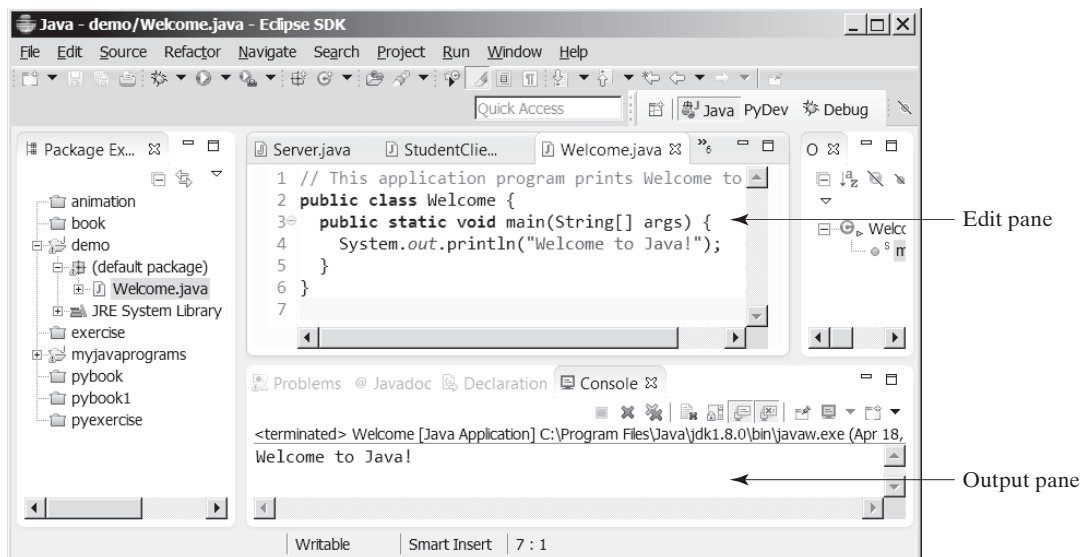 Java - demo/Welcome.java - Eclipse SDK
File Edit Source Refactor Navigate Search Project Run Window Help
Quick Access
Java PyDev Debug
Package Ex...
animation
book
demo
(default package)
Welcome.java
JRE System Library
exercise
myjavaprograms
pybook
pybook1
pyexercise
Server.java StudentClie... Welcome.java »6
1 // This application program prints Welcome to
2 public class Welcome {
3 public static void main(String[] args) {
4 System.out.println("Welcome to Java!");
5 }
6 }
7
O
Welcc
S m
Edit pane
Problems @ Javadoc Declaration Console
<terminated> Welcome [Java Application] C:\Program Files\Java\jdk1.8.0\bin\javaw.exe (Apr 18,
Welcome to Java!
Output pane
Writable Smart Insert 7 : 1